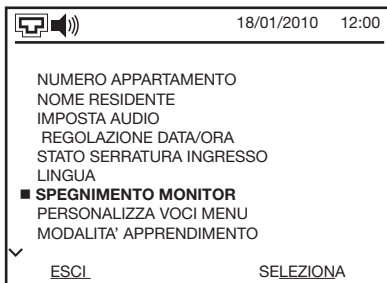 18/01/2010 12:00
NUMERO APPARTAMENTO
NOME RESIDENTE
IMPOSTA AUDIO
REGOLAZIONE DATA/ORA
STATO SERRATURA INGRESSO
LINGUA
SPEGNIMENTO MONITOR
PERSONALIZZA VOCI MENU
MODALITA' APPRENDIMENTO
ESCI SELEZIONA